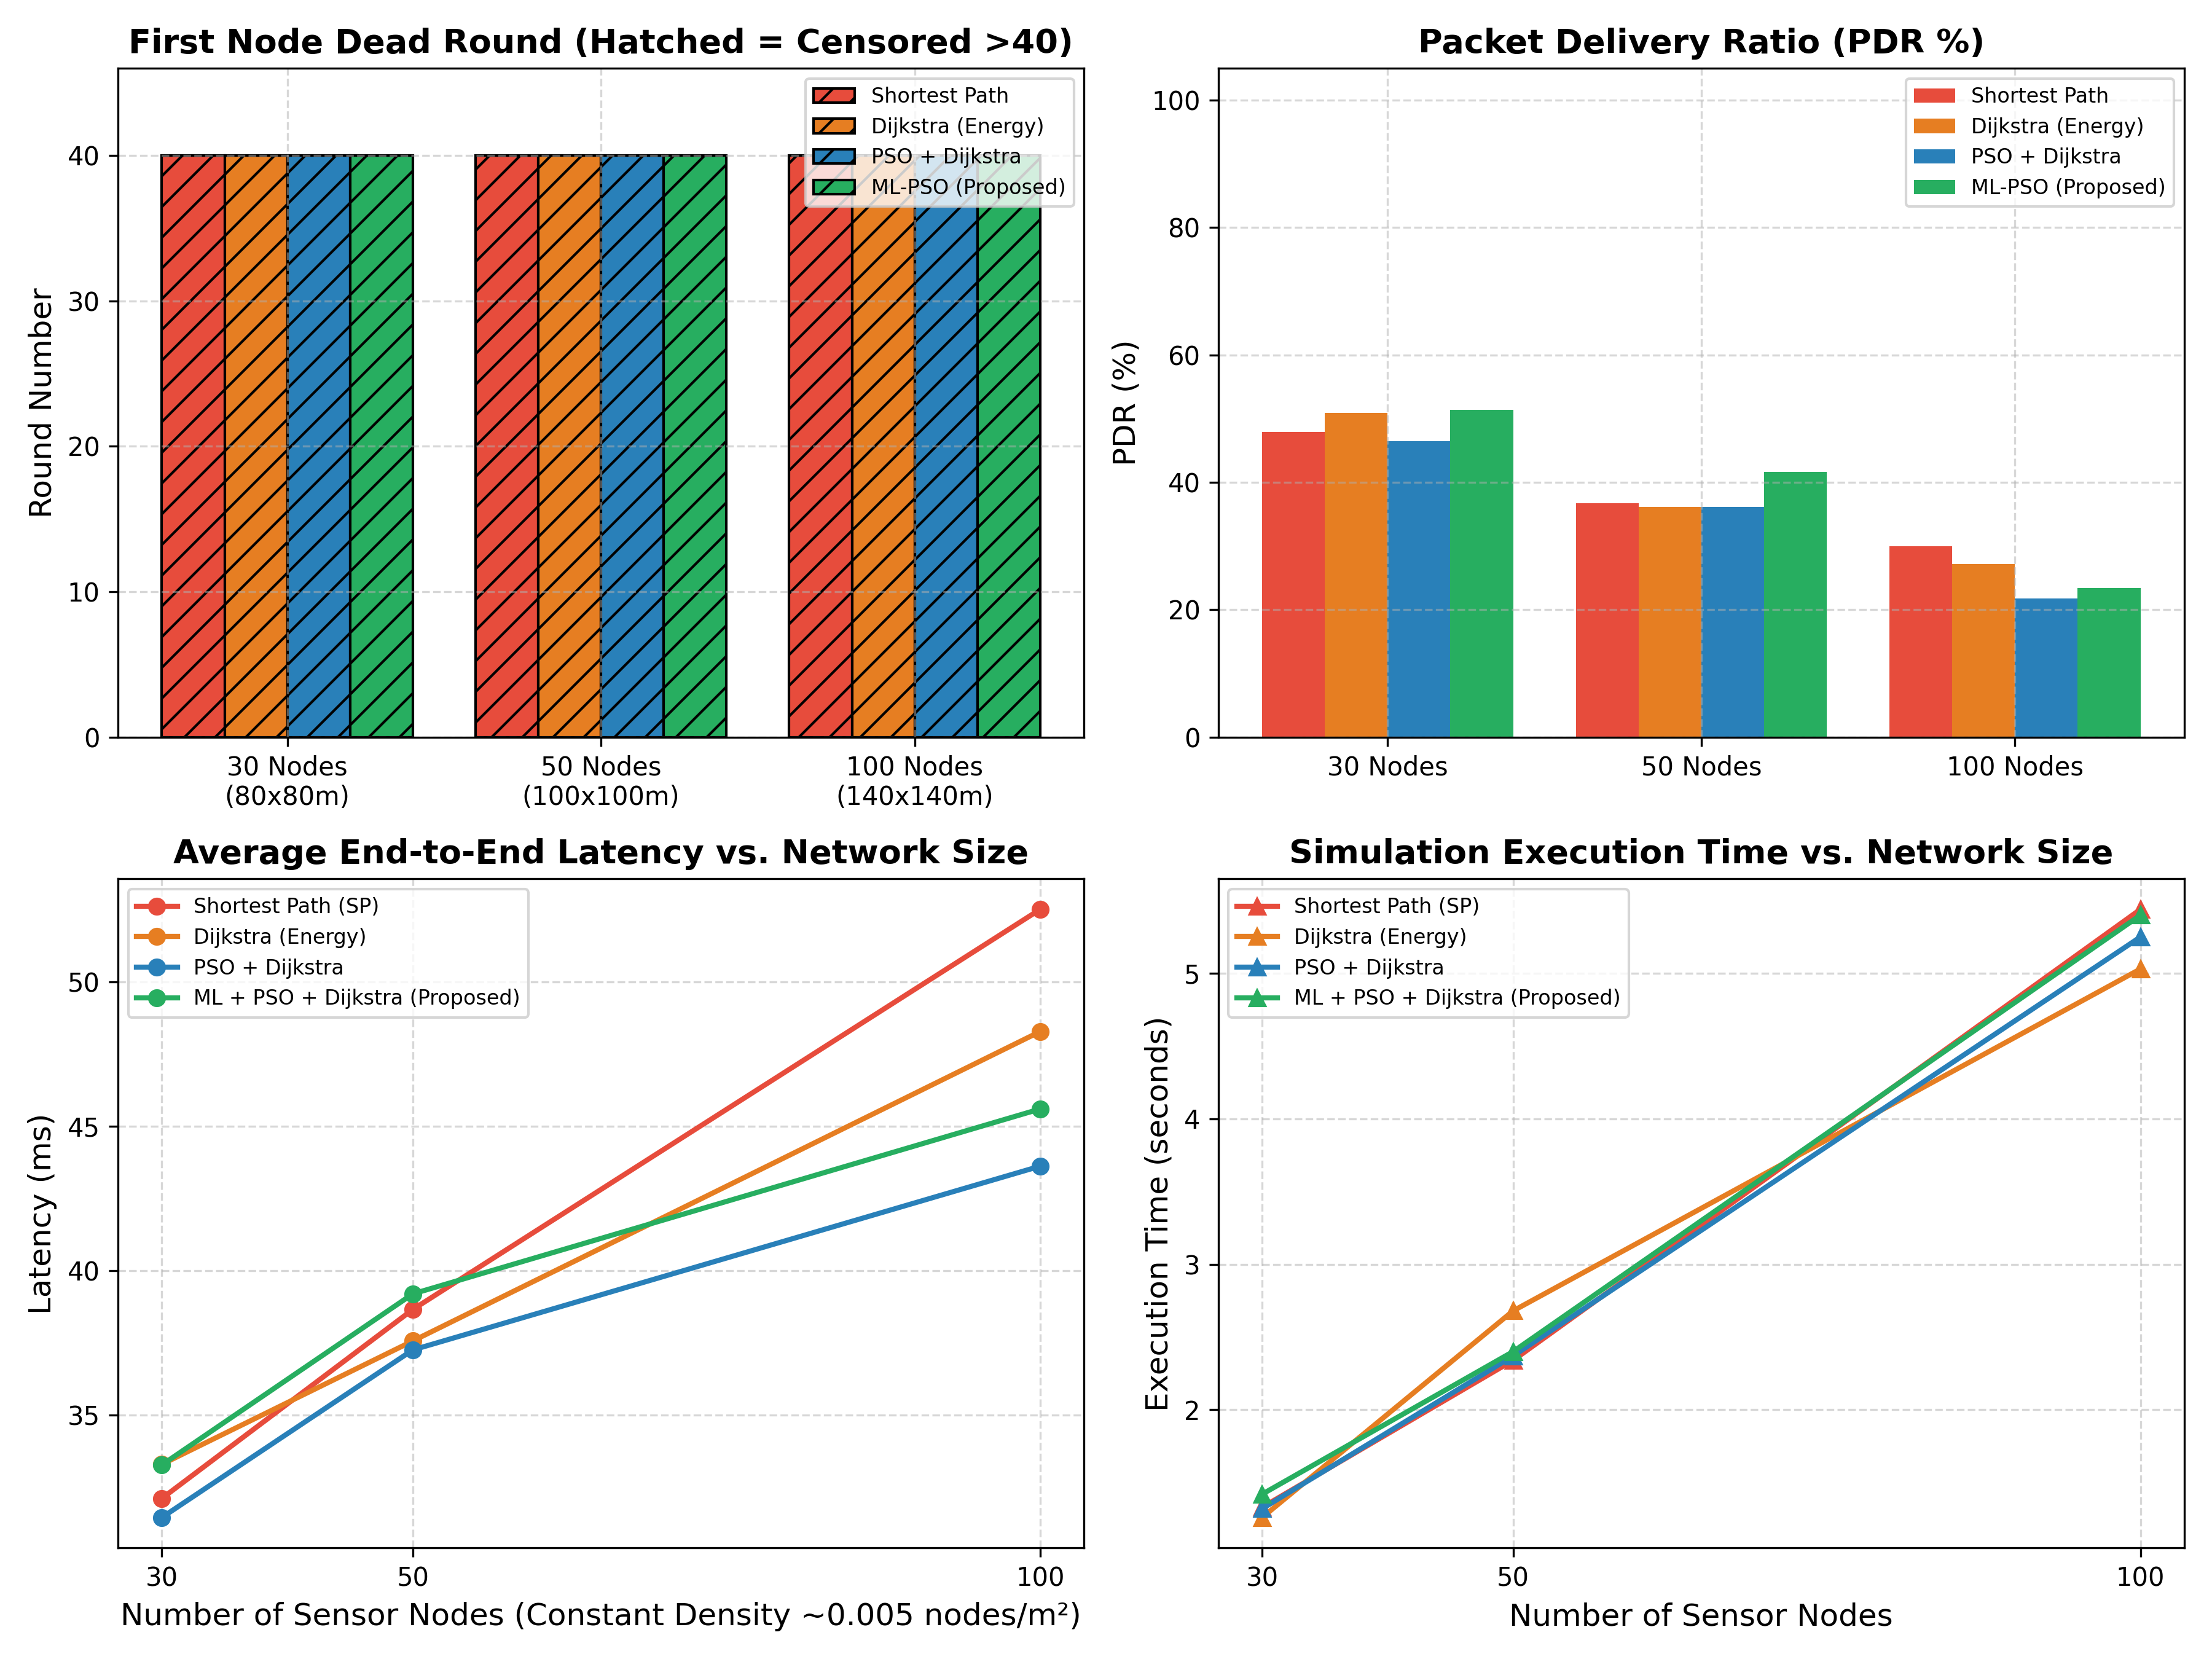 First Node Dead Round (Hatched = Censored >40)
Round Number
40
30
20
10
0
Shortest Path
Dijkstra (Energy)
PSO + Dijkstra
ML-PSO (Proposed)
30 Nodes
(80x80m)
50 Nodes
(100x100m)
100 Nodes
(140x140m)
Packet Delivery Ratio (PDR %)
PDR (%)
100
80
60
40
20
0
Shortest Path
Dijkstra (Energy)
PSO + Dijkstra
ML-PSO (Proposed)
30 Nodes
50 Nodes
100 Nodes
Average End-to-End Latency vs. Network Size
Latency (ms)
50
45
40
35
Shortest Path (SP)
Dijkstra (Energy)
PSO + Dijkstra
ML + PSO + Dijkstra (Proposed)
30
50
100
Number of Sensor Nodes (Constant Density ~0.005 nodes/m²)
Simulation Execution Time vs. Network Size
Execution Time (seconds)
5
4
3
2
Shortest Path (SP)
Dijkstra (Energy)
PSO + Dijkstra
ML + PSO + Dijkstra (Proposed)
30
50
100
Number of Sensor Nodes